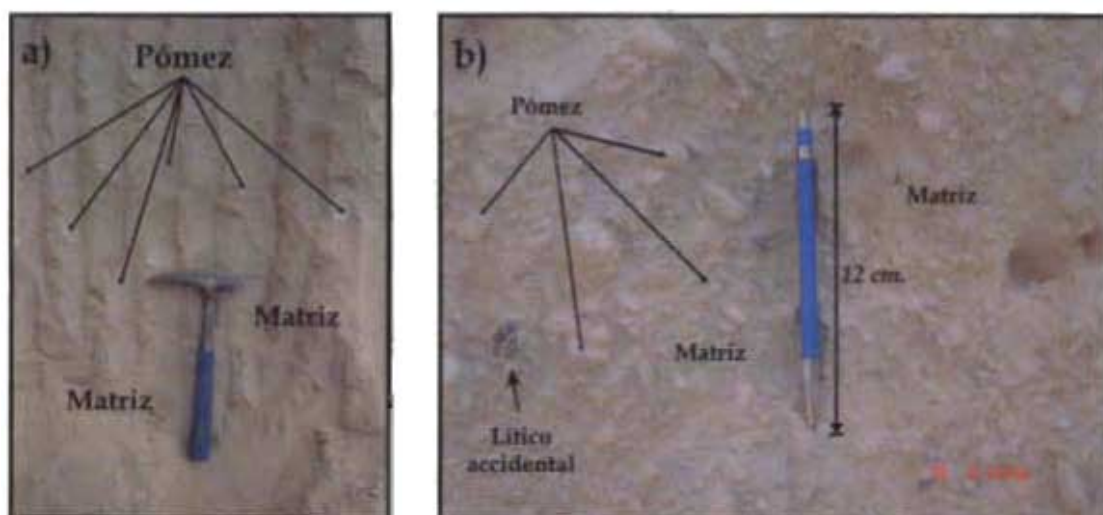 a)
Pómez
Matriz
Matriz
b)
Pómez
Matriz
12 cm.
Matriz
Lítico
accidental